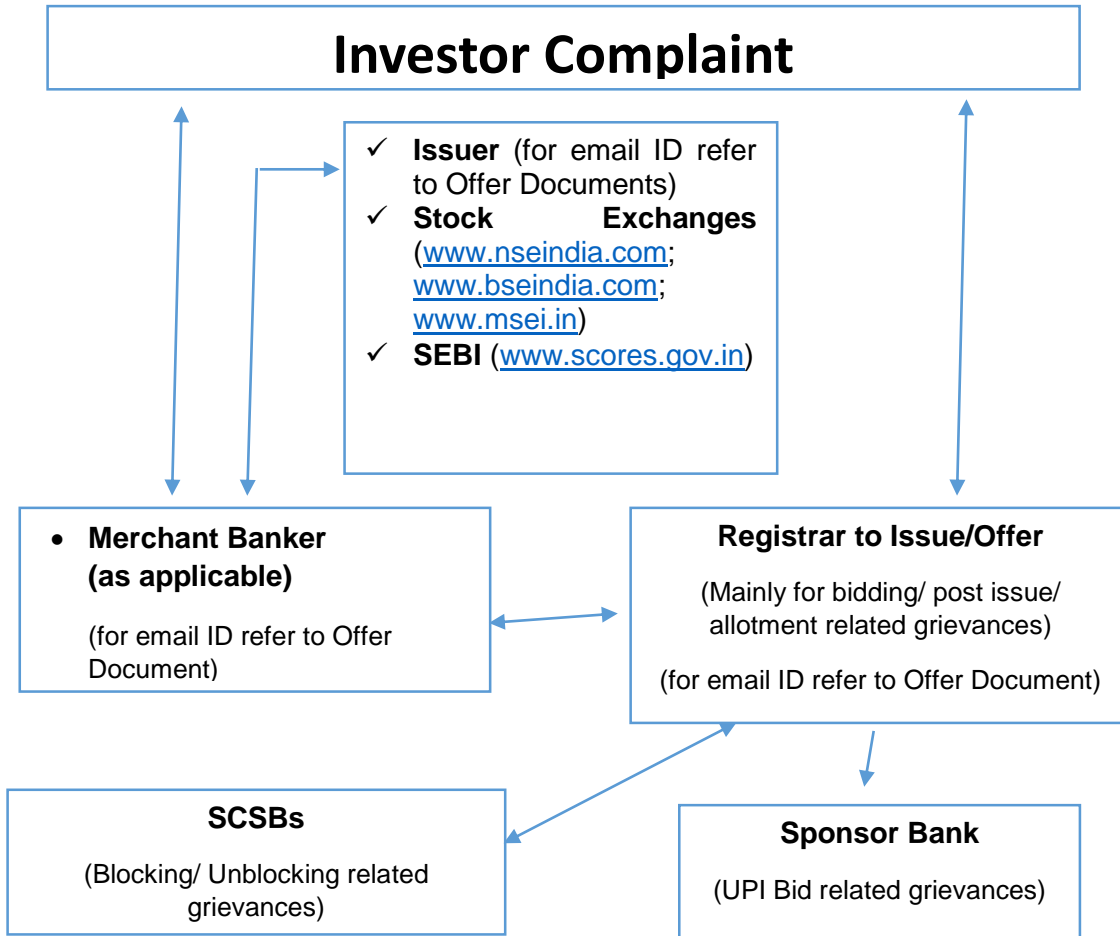 Investor Complaint
✓ Issuer (for email ID refer
to Offer Documents)
✓ Stock Exchanges
(www.nseindia.com;
www.bseindia.com;
www.msei.in)
✓ SEBI (www.scores.gov.in)
• Merchant Banker
(as applicable)
(for email ID refer to Offer
Document)
Registrar to Issue/Offer
(Mainly for bidding/ post issue/
allotment related grievances)
(for email ID refer to Offer Document)
SCSBs
(Blocking/ Unblocking related
grievances)
Sponsor Bank
(UPI Bid related grievances)